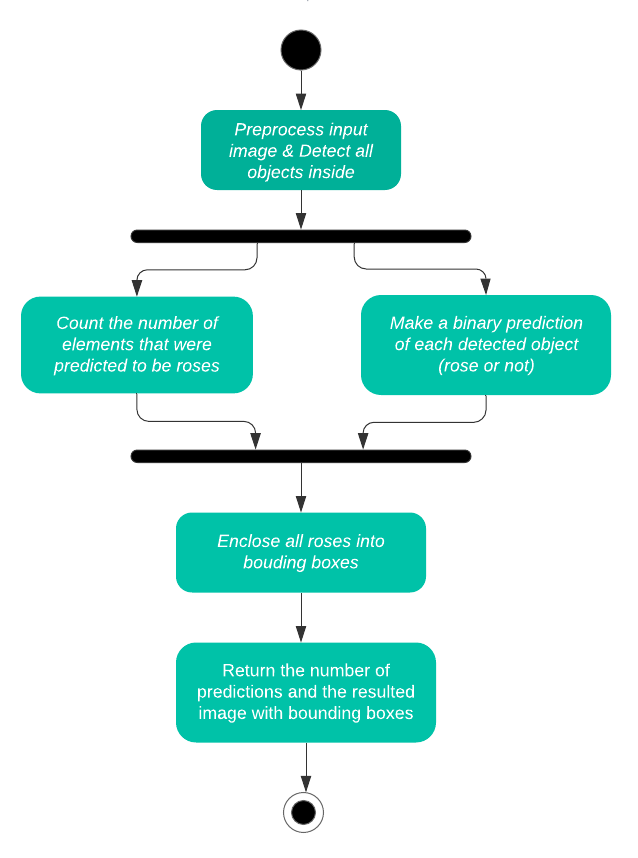 Preprocess input
image & Detect all
objects inside
Count the number of
elements that were
predicted to be roses
Make a binary prediction
of each detected object
(rose or not)
Enclose all roses into
bouding boxes
Return the number of
predictions and the resulted
image with bounding boxes